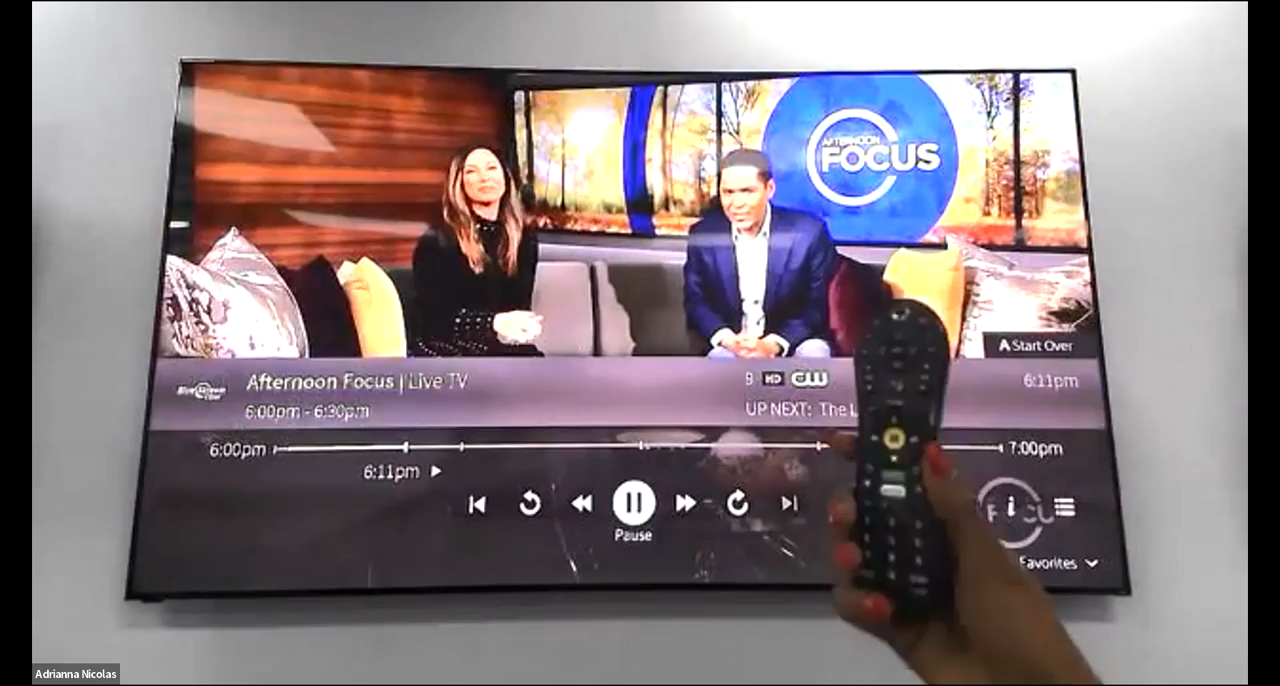 AFTERNOON
FOCUS
A Start Over
Afternoon Focus | Live TV
9 HD CW
6:11pm
6:00pm - 6:30pm
UP NEXT: The L
6:00pm
7:00pm
6:11pm
Pause
i
Favorites
Adrianna Nicolas